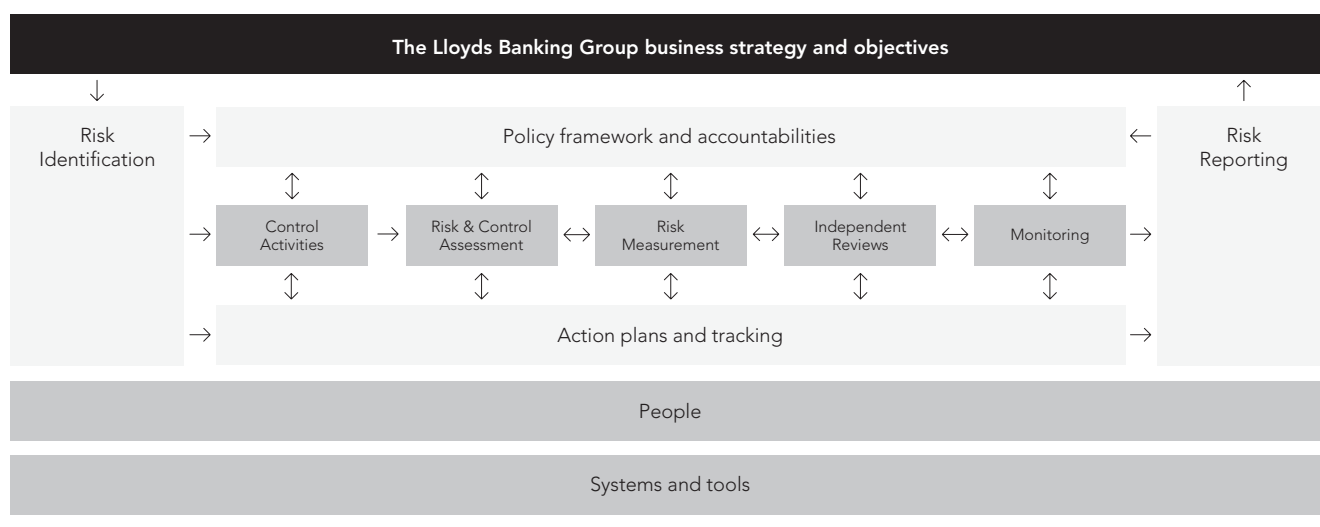 The Lloyds Banking Group business strategy and objectives
Risk
Identification
Policy framework and accountabilities
Risk
Reporting
Control
Activities
Risk & Control
Assessment
Risk
Measurement
Independent
Reviews
Monitoring
Action plans and tracking
People
Systems and tools